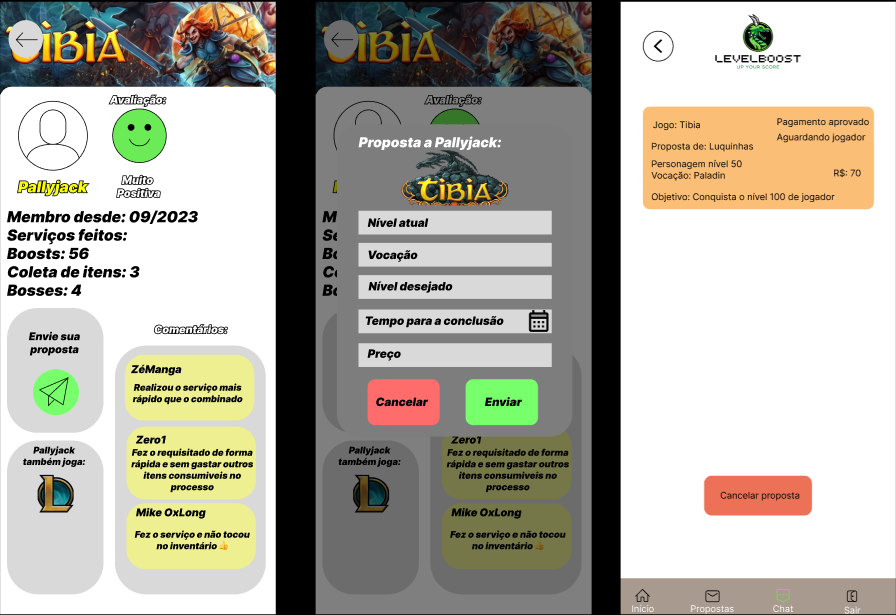 TIBIA
Avaliação:
Pallyjack
Muito
Positiva
Membro desde: 09/2023
Serviços feitos:
Boosts: 56
Coleta de itens: 3
Bosses: 4
Envie sua
proposta
Comentários:
ZéManga
Realizou o serviço mais
rápido que o combinado
Zero1
Fez o requisitado de forma
rápida e sem gastar outros
itens consumiveis no
processo
Mike OxLong
Fez o serviço e não tocou
no inventário 👍
Pallyjack
também joga:
L
TIBIA
Avaliação:
Proposta a Pallyjack:
TIBIA
Nível atual
Vocação
Nível desejado
Tempo para a conclusão
Preço
Cancelar
Enviar
M
Se
Bo
Co
Bo
Pallyjack
também joga:
L
Zero1
Fez o requisitado de forma
rápida e sem gastar outros
itens consumiveis no
processo
Mike OxLong
Fez o serviço e não tocou
no inventário 👍
LEVELBOOST
UP YOUR SCORE
Jogo: Tibia
Pagamento aprovado
Aguardando jogador
Proposta de: Luquinhas
Personagem nível 50
Vocação: Paladin
R$: 70
Objetivo: Conquista o nível 100 de jogador
Cancelar proposta
Início
Propostas
Chat
Sair